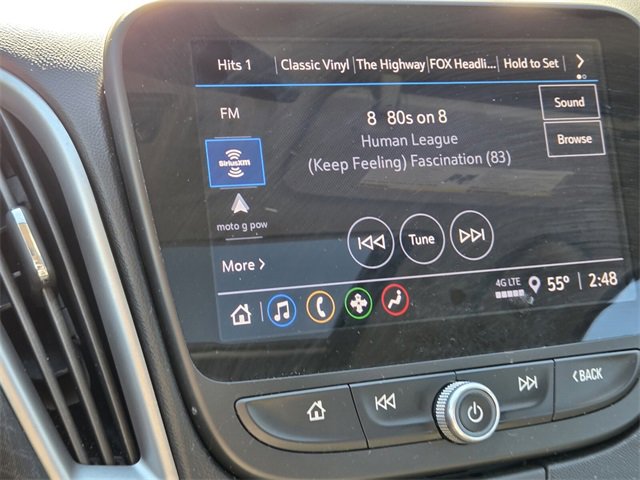 Hits 1 Classic Vinyl The Highway FOX Headli... Hold to Set
FM
8 80s on 8
Sound
Human League
Browse
SiriusXM
(Keep Feeling) Fascination (83)
moto g pow
Tune
More
4G LTE 55° 2:48
BACK